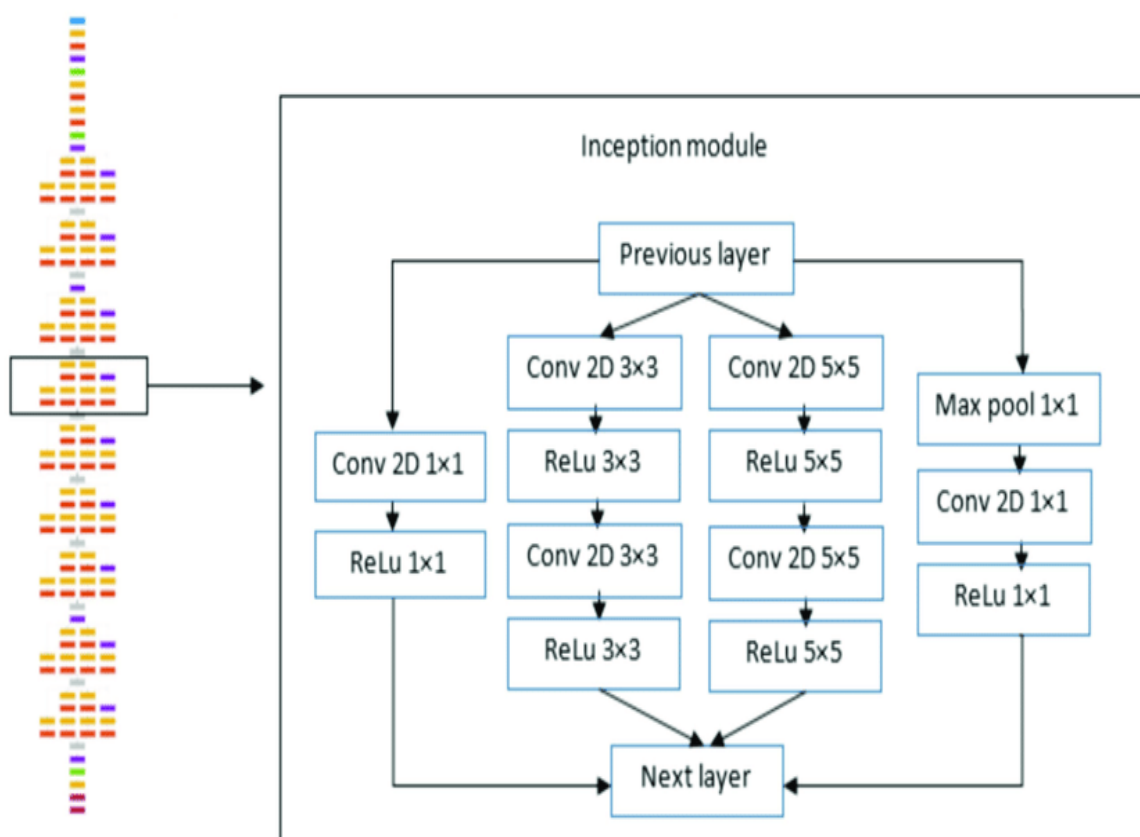 Inception module
Previous layer
Conv 2D 3×3
Conv 2D 5×5
Max pool 1×1
Conv 2D 1×1
ReLu 3×3
ReLu 5×5
Conv 2D 1×1
ReLu 1×1
Conv 2D 3×3
Conv 2D 5×5
ReLu 1×1
ReLu 3×3
ReLu 5×5
Next layer